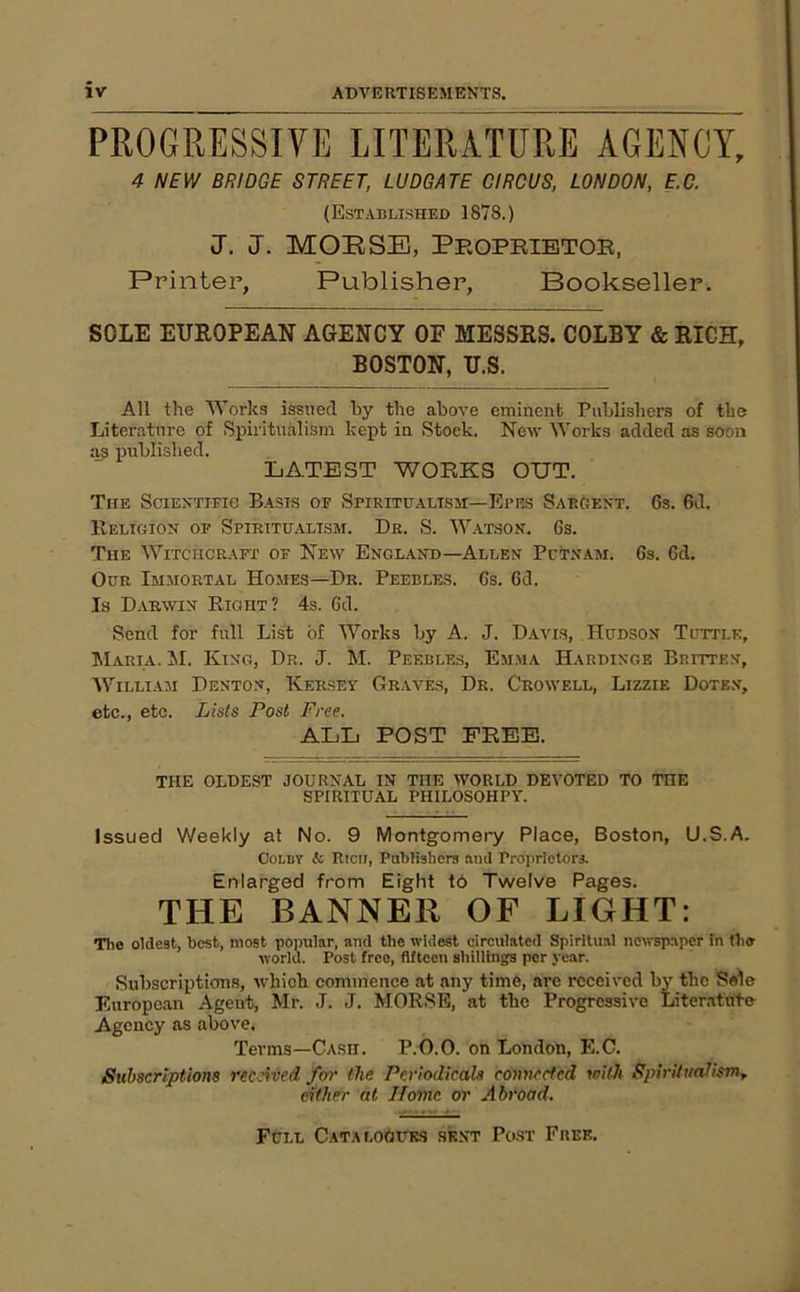 iv ADVERTISEMENTS.
PROGRESSIVE LITERATURE AGENCY,
4 NEW BRIDGE STREET, LUDGATE CIRCUS, LONDON, E.C.
(ESTABLISHED 1878.)
J. J. MORSE, PROPRIETOR,
Printer, Publisher, Bookseller.
SOLE EUROPEAN AGENCY OF MESSRS. COLBY & RICH,
BOSTON, U.S.
All the Works issued by the above eminent Publishers of the
Literature of Spiritualism kept in Stock. New Works added as soon
as published.
LATEST WORKS OUT.
THE SCIENTIFIC BASIS OF SPIRITUALISM—EPES SARGENT. 6s. 6d.
RELIGION OF SPIRITUALISM. DR. S. WATSON. 6s.
THE WITCHCRAFT OF NEW ENGLAND—ALLEN PUTNAM. 6s. 6d.
OUR IMMORTAL HOMES—DR. PEEBLES. 6s. 6d.
IS DARWIN RIGHT? 4s. 6d.
Send for full List of Works by A. J. DAVIS, HUDSON TUTTLE,
MARIA. M. KING, DR. J. M. PEEBLES, EMMA HARDINGE BRITTEN,
WILLIAM DENTON, KERSEY GRAVES, DR. CROWELL, LIZZIE DOTEN,
etc., etc. Lists Post Free.
ALL POST FREE.
THE OLDEST JOURNAL IN THE WORLD DEVOTED TO THE
SPIRITUAL PHILOSOHPY.
Issued Weekly at No. 9 Montgomery Place, Boston, U.S.A.
COLBY & RICH, Publishers and Proprietors.
Enlarged from Eight to Twelve Pages.
THE BANNER OF LIGHT:
The oldest, best, most popular, and the widest circulated Spiritual newspaper in the
world. Post free, fifteen shillings per year.
Subscriptions, which commence at any time, are received by the Sole
European Agent, Mr. J. J. MORSE, at the Progressive Literature
Agency as above.
Terms—CASH. P.O.O. on London, E.C.
Subscriptions received for the Periodicals connected with Spiritualism,
either at Home or Abroad.
FULL CATALOGUES SENT POST FREE.